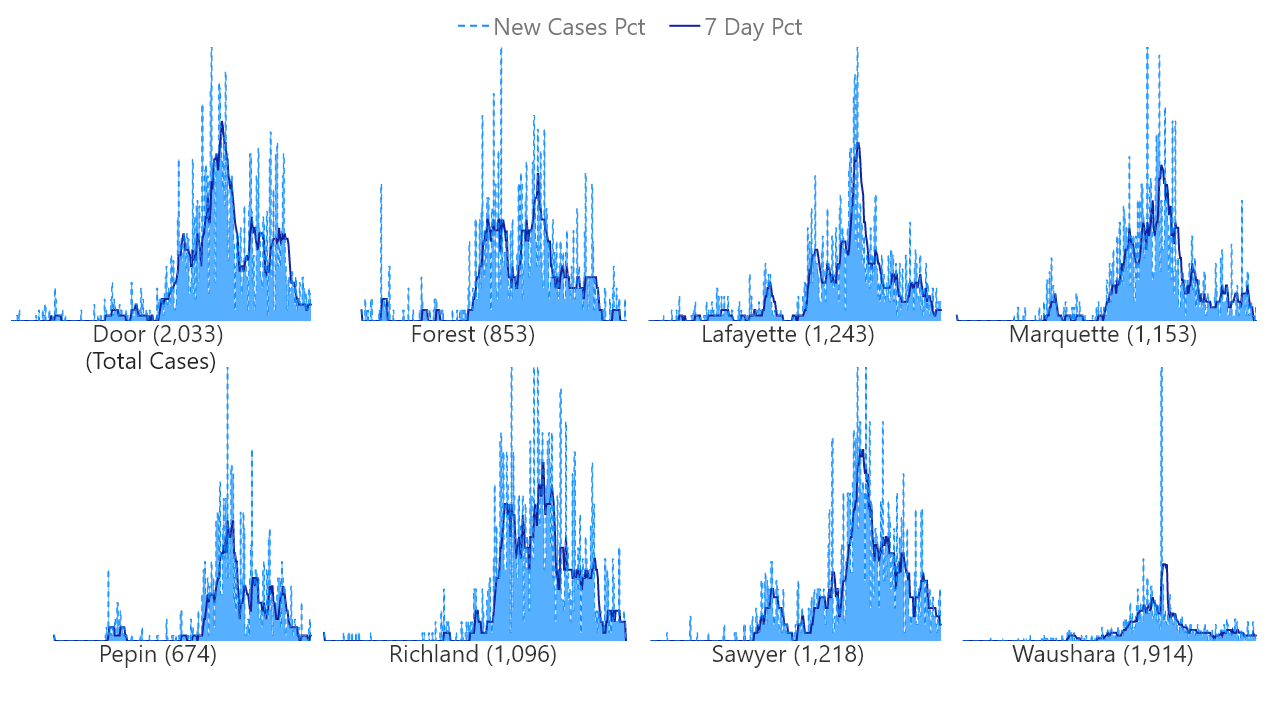 New Cases Pct 7 Day Pct
Door (2,033) Forest (853) Lafayette (1,243) Marquette (1,153)
(Total Cases)
Pepin (674) Richland (1,096) Sawyer (1,218) Waushara (1,914)